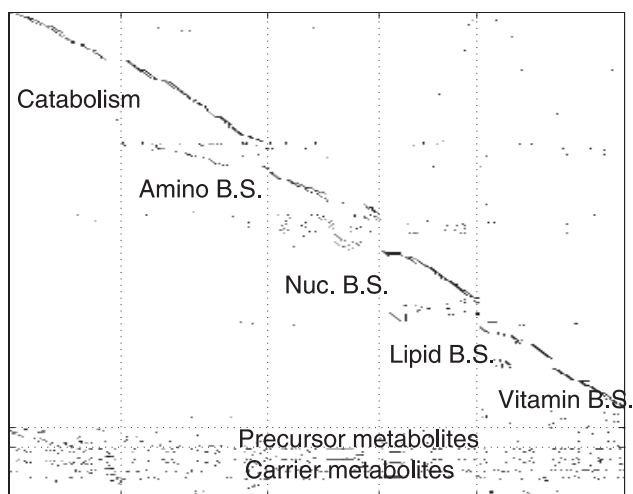 Catabolism
Amino B.S.
Nuc. B.S.
Lipid B.S.
Vitamin B.S.
Precursor metabolites
Carrier metabolites